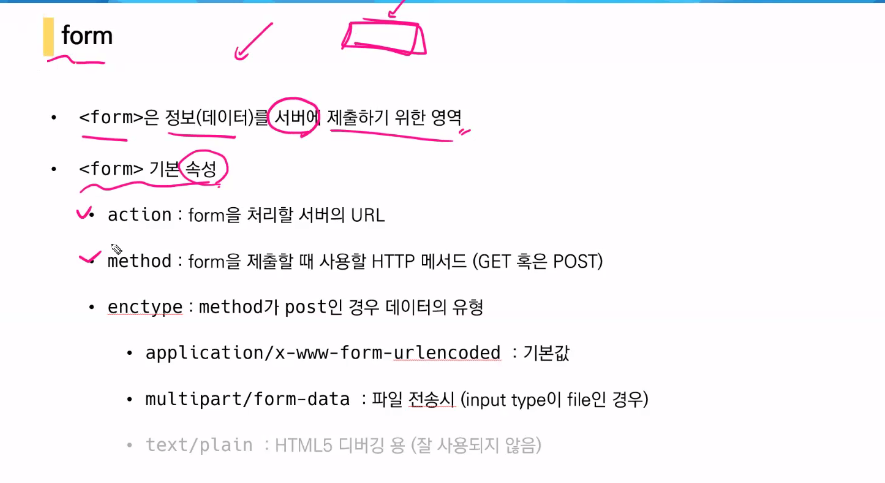 form
• <form>은 정보(데이터)를 서버에 제출하기 위한 영역
• <form> 기본 속성
• action : form을 처리할 서버의 URL
• method : form을 제출할 때 사용할 HTTP 메서드 (GET 혹은 POST)
• enctype : method가 post인 경우 데이터의 유형
• application/x-www-form-urlencoded : 기본값
• multipart/form-data : 파일 전송시 (input type이 file인 경우)
• text/plain : HTML5 디버깅 용 (잘 사용되지 않음)